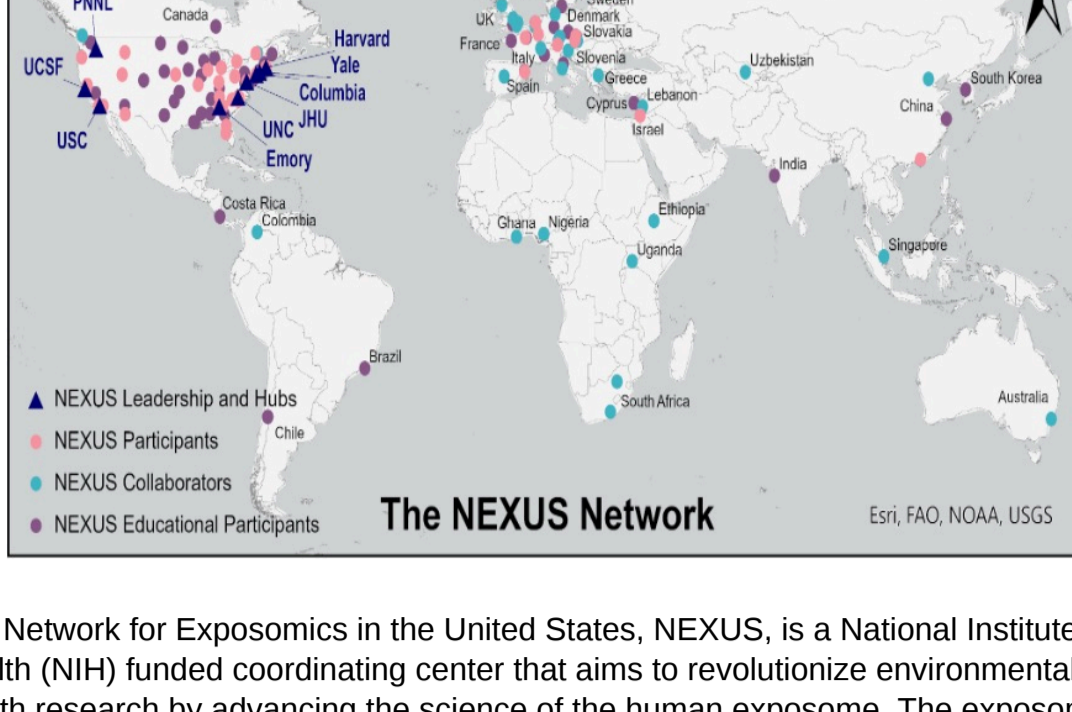 PNNL
Canada
UK
Sweden
Denmark
Slovakia
France
Harvard
Italy
Slovenia
Uzbekistan
UCSF
Yale
Greece
South Korea
Spain
Columbia
Cyprus
Lebanon
China
USC
UNC
JHU
Israel
Emory
India
Costa Rica
Colombia
Ghana
Nigeria
Ethiopia
Uganda
Singapore
Brazil
NEXUS Leadership and Hubs
South Africa
Australia
NEXUS Participants
Chile
NEXUS Collaborators
NEXUS Educational Participants
The NEXUS Network
Esri, FAO, NOAA, USGS
Network for Exposomics in the United States, NEXUS, is a National Institute
lth (NIH) funded coordinating center that aims to revolutionize environmental
th research by advancing the science of the human exposome. The exposom